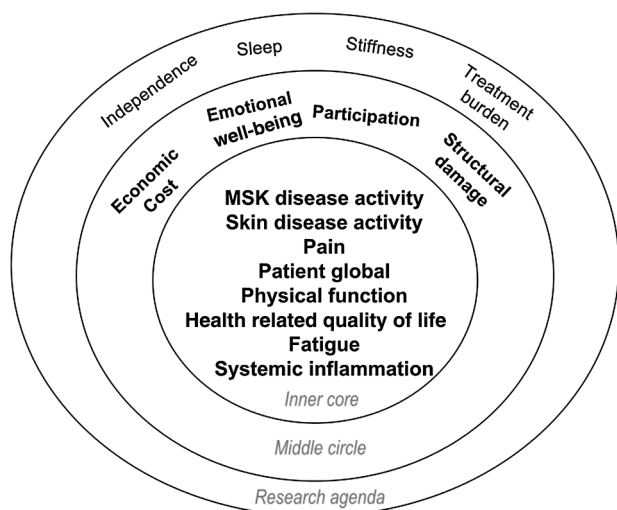 Independence
Sleep
Stiffness
Treatment
burden
Economic
Cost
Emotional
well-being
Participation
Structural
damage
MSK disease activity
Skin disease activity
Pain
Patient global
Physical function
Health related quality of life
Fatigue
Systemic inflammation
Inner core
Middle circle
Research agenda